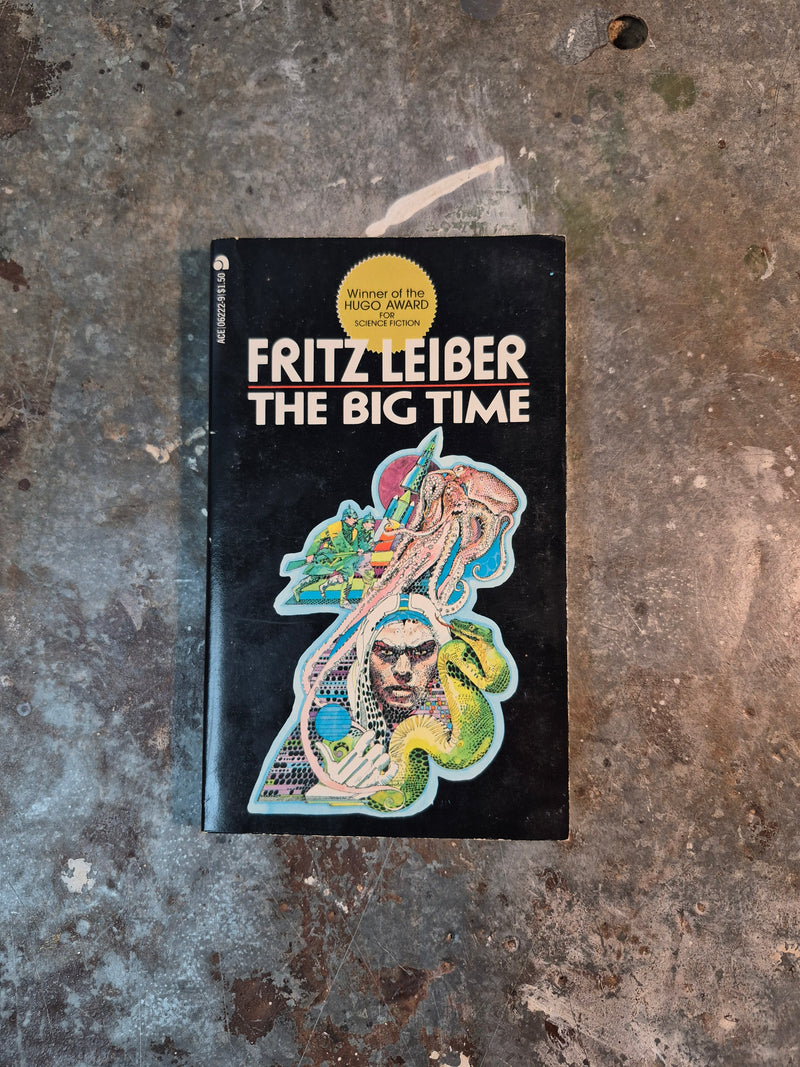 ACE | 06222-9 | $1.50
Winner of the
HUGO AWARD
FOR
SCIENCE FICTION
FRITZ LEIBER
THE BIG TIME